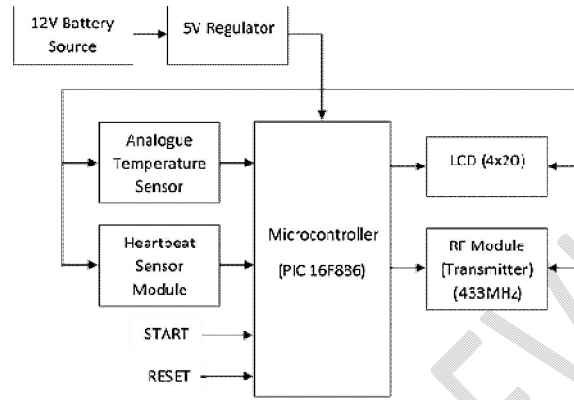 12V Battery
Source
5V Regulator
Analogue
Temperature
Sensor
Heartbeat
Sensor
Module
START
RESET
Microcontroller
(PIC 16F886)
LCD (4x20)
RF Module
(Transmitter)
(433MHz)